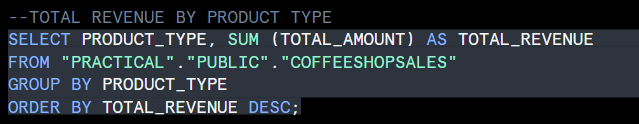 --TOTAL REVENUE BY PRODUCT TYPE
SELECT PRODUCT_TYPE, SUM (TOTAL_AMOUNT) AS TOTAL_REVENUE
FROM "PRACTICAL"."PUBLIC"."COFFEESHOPSALES"
GROUP BY PRODUCT_TYPE
ORDER BY TOTAL_REVENUE DESC;